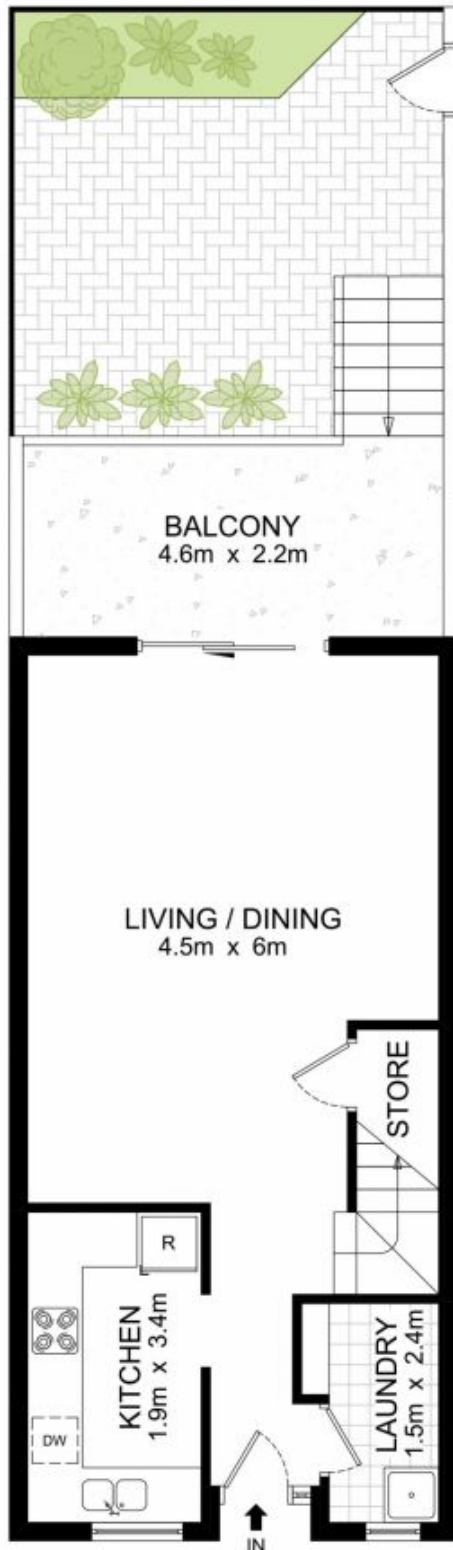 BALCONY
4.6m x 2.2m
LIVING / DINING
4.5m x 6m
STORE
R
KITCHEN
1.9m x 3.4m
LAUNDRY
1.5m x 2.4m
DW
IN